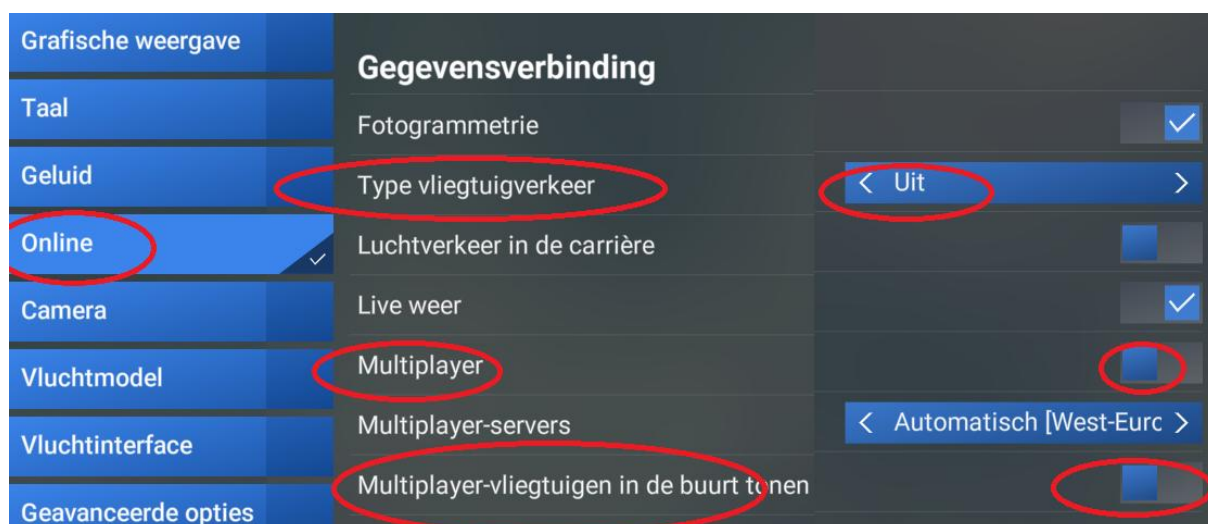 Grafische weergave
Taal
Geluid
Online
Camera
Vluchtmodel
Vluchtinterface
Geavanceerde opties
Gegevensverbinding
Fotogrammetrie
Type vliegtuigverkeer
< Uit >
Luchtverkeer in de carrière
Live weer
Multiplayer
Multiplayer-servers
< Automatisch [West-Eurc >
Multiplayer-vliegtuigen in de buurt tonen